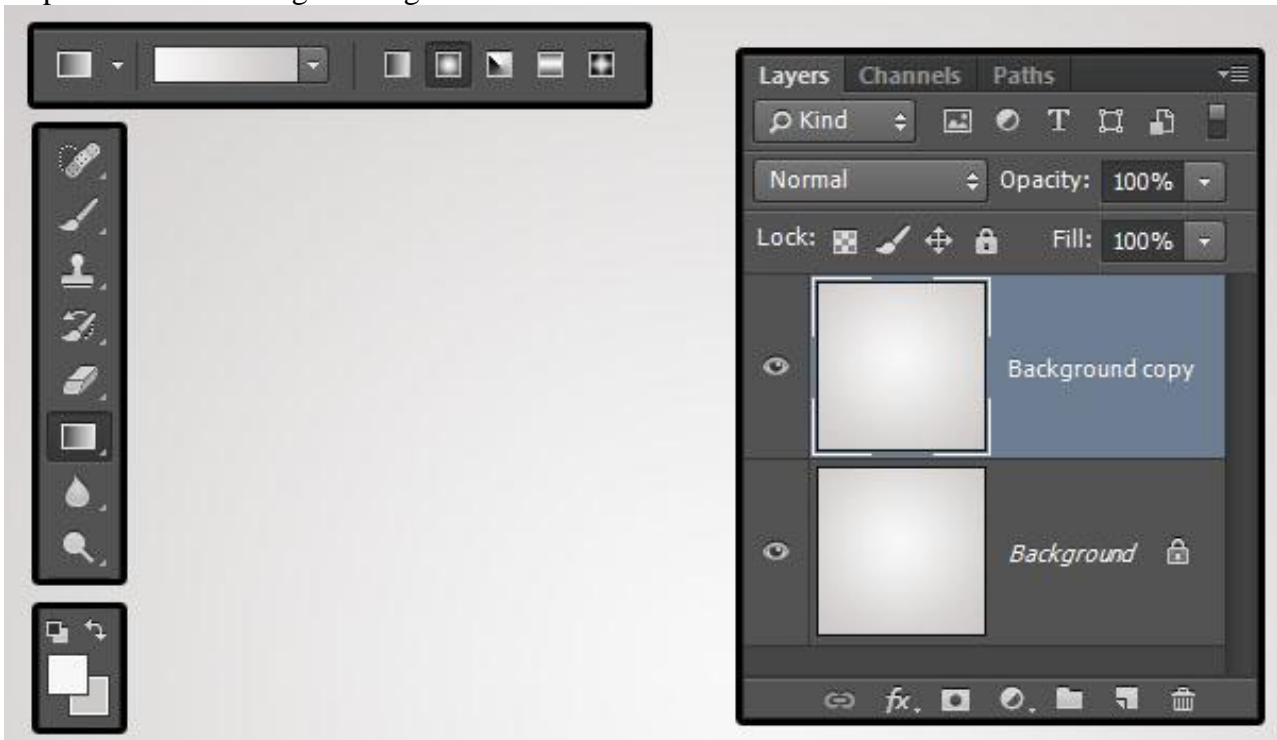 Layers Channels Paths
Kind
Normal Opacity: 100%
Lock: Fill: 100%
Background copy
Background
fx